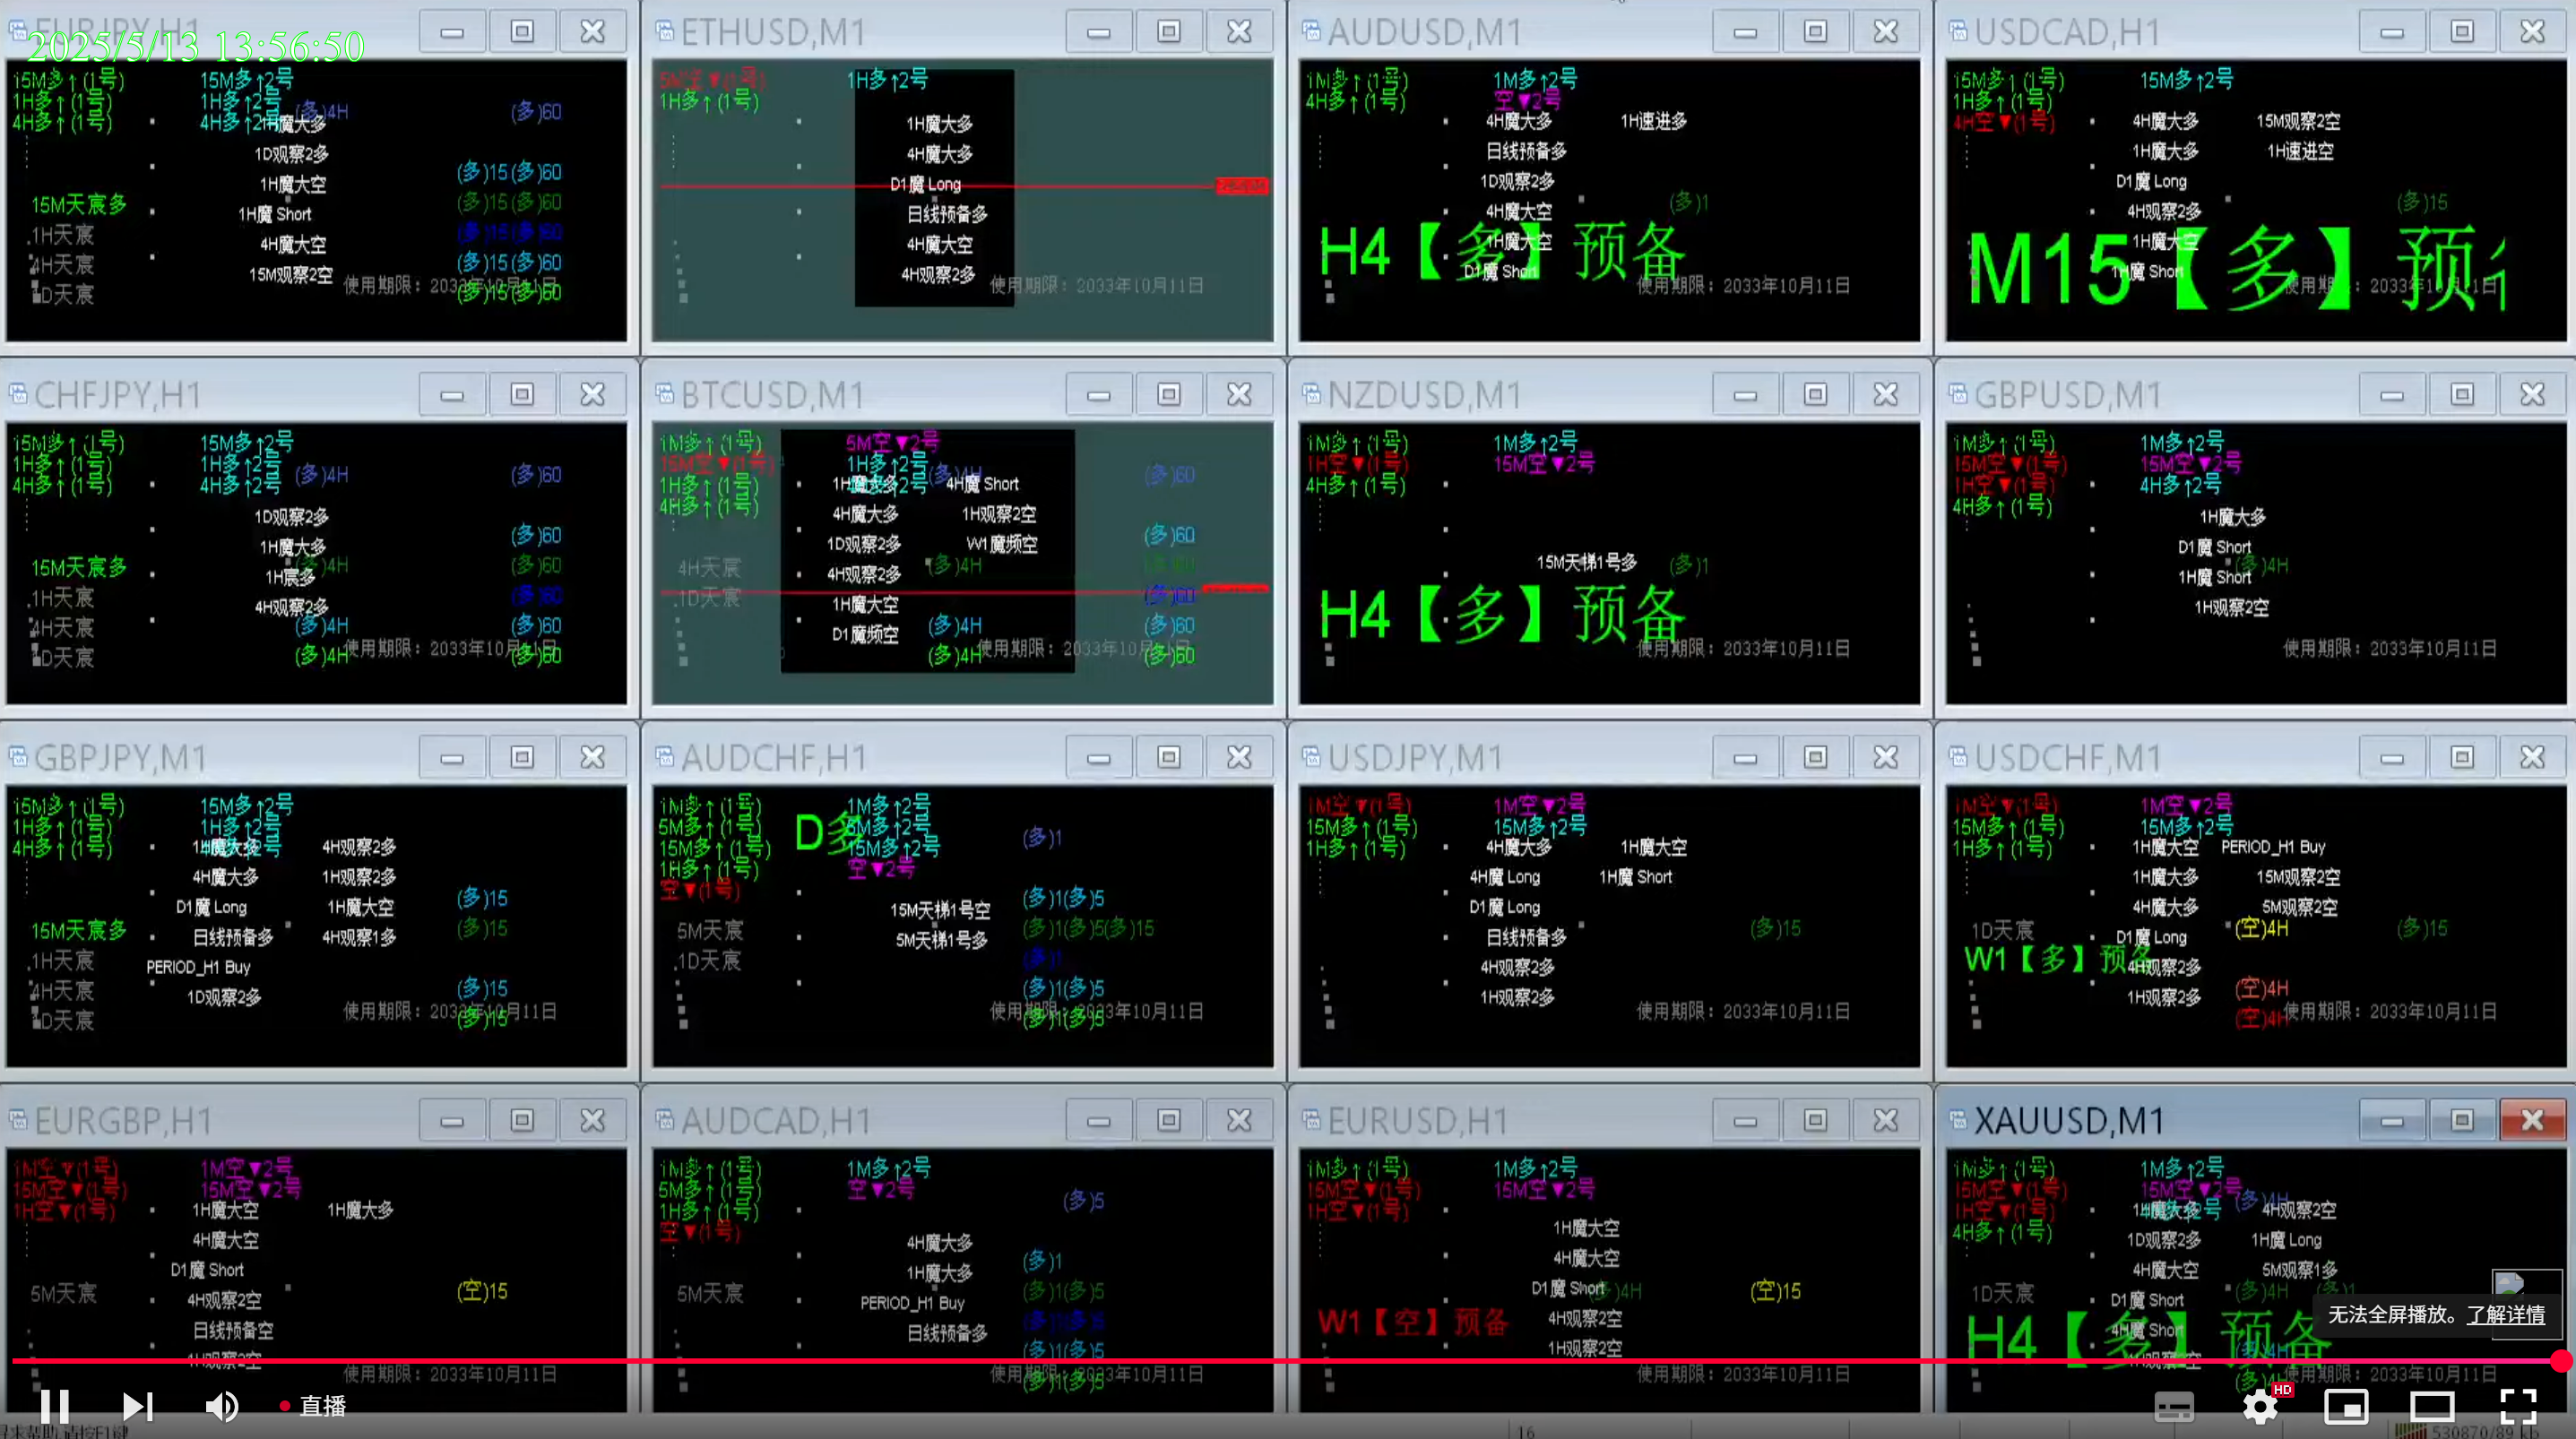 EURJPY,H1
2025/5/13 13:56:50
15M多↑(1号) 15M多↑2号
1H多↑(1号) 1H多↑2号 (多)4H (多)60
4H多↑(1号) 4H多↑2号 1H魔大多
1D观察2多
1H魔大空 (多)15(多)60
15M天宸多 1H魔 Short (多)15(多)60
1H天宸 (多)15(多)60
4H天宸 4H魔大空 (多)15(多)60
1D天宸 15M观察2空 (多)15(多)60
使用期限：2033年10月11日
ETHUSD,M1
5M空▼(1号) 1H多↑2号
1H多↑(1号)
1H魔大多
4H魔大多
D1魔 Long
日线预备多
4H魔大空
4H观察2多
使用期限：2033年10月11日
AUDUSD,M1
1M多↑(1号) 1M多↑2号
4H多↑(1号) 空▼2号
4H魔大多 1H速进多
日线预备多
1D观察2多
4H魔大空 (多)1
1H魔大空
H4【多】预备
D1魔 Short
使用期限：2033年10月11日
USDCAD,H1
15M多↑(1号) 15M多↑2号
1H多↑(1号)
4H空▼(1号) 4H魔大多 15M观察2空
1H魔大多 1H速进空
D1魔 Long
4H观察2多 (多)15
1H魔大空
M15【多】预
1H魔 Short
使用期限：2033年10月11日
CHFJPY,H1
15M多↑(1号) 15M多↑2号
1H多↑(1号) 1H多↑2号 (多)4H (多)60
4H多↑(1号) 4H多↑2号
1D观察2多
1H魔大多 (多)60
15M天宸多 1H宸多 (多)4H (多)60
1H天宸 4H观察2多 (多)60
4H天宸 (多)4H (多)60
1D天宸 (多)4H (多)60
使用期限：2033年10月11日
BTCUSD,M1
1M多↑(1号) 5M空▼2号
15M空▼(1号) 1H多↑2号 (多)4H (多)60
1H多↑(1号) 4H多↑2号 1H魔大多 4H魔 Short
4H多↑(1号)
4H魔大多 1H观察2空
1D观察2多 W1魔频空 (多)60
4H天宸 4H观察2多 (多)4H
1D天宸 1H魔大空 (多)60
D1魔频空 (多)4H (多)60
(多)4H (多)60
使用期限：2033年10月11日
NZDUSD,M1
1M多↑(1号) 1M多↑2号
1H空▼(1号) 15M空▼2号
4H多↑(1号)
15M天梯1号多 (多)1
H4【多】预备
使用期限：2033年10月11日
GBPUSD,M1
1M多↑(1号) 1M多↑2号
15M空▼(1号) 15M空▼2号
1H空▼(1号) 4H多↑2号
4H多↑(1号)
1H魔大多
D1魔 Short
(多)4H
1H魔 Short
1H观察2空
使用期限：2033年10月11日
GBPJPY,M1
15M多↑(1号) 15M多↑2号
1H多↑(1号) 1H多↑2号
4H多↑(1号) 4H多↑2号 1H魔大多 4H观察2多
4H魔大多 1H观察2多
D1魔 Long 1H魔大空 (多)15
15M天宸多 日线预备多 4H观察1多 (多)15
1H天宸 PERIOD_H1 Buy
4H天宸 1D观察2多 (多)15
1D天宸 (多)15
使用期限：2033年10月11日
AUDCHF,H1
1M多↑(1号) 1M多↑2号
5M多↑(1号) D多 5M多↑2号 (多)1
15M多↑(1号) 15M多↑2号
1H多↑(1号) 空▼2号
空▼(1号)
15M天梯1号空 (多)1(多)5
5M天宸 5M天梯1号多 (多)1(多)5(多)15
1D天宸 (多)1
(多)1(多)5
(多)1(多)5
使用期限：2033年10月11日
USDJPY,M1
1M空▼(1号) 1M空▼2号
15M多↑(1号) 15M多↑2号
1H多↑(1号) 4H魔大多 1H魔大空
4H魔 Long 1H魔 Short
D1魔 Long
日线预备多 (多)15
4H观察2多
1H观察2多
使用期限：2033年10月11日
USDCHF,M1
1M空▼(1号) 1M空▼2号
15M多↑(1号) 15M多↑2号
1H多↑(1号) 1H魔大空 PERIOD_H1 Buy
1H魔大多 15M观察2空
4H魔大多 5M观察2空
1D天宸 D1魔 Long (空)4H (多)15
W1【多】预备 4H观察2多
1H观察2多 (空)4H
(空)4H
使用期限：2033年10月11日
EURGBP,H1
1M空▼(1号) 1M空▼2号
15M空▼(1号) 15M空▼2号
1H空▼(1号) 1H魔大空 1H魔大多
4H魔大空
D1魔 Short
5M天宸 4H观察2空 (空)15
日线预备空
1H观察2空
使用期限：2033年10月11日
AUDCAD,H1
1M多↑(1号) 1M多↑2号
5M多↑(1号) 空▼2号 (多)5
1H多↑(1号)
空▼(1号) 4H魔大多
1H魔大多 (多)1
5M天宸 PERIOD_H1 Buy (多)1(多)5
日线预备多
(多)1(多)5
(多)1(多)5
使用期限：2033年10月11日
EURUSD,H1
1M多↑(1号) 1M多↑2号
15M空▼(1号) 15M空▼2号
1H空▼(1号)
1H魔大空
4H魔大空
D1魔 Short (多)4H (空)15
W1【空】预备 4H观察2空
1H观察2空
使用期限：2033年10月11日
XAUUSD,M1
1M多↑(1号) 1M多↑2号
15M空▼(1号) 15M空▼2号 (多)4H
1H空▼(1号) 4H多↑2号 1H魔大多 4H观察2空
4H多↑(1号) 1D观察2多 1H魔 Long
4H魔大空 5M观察1多
1D天宸 D1魔 Short (多)4H (多)1
H4【多】预备
4H魔 Short
1H观察2空 (多)4H
使用期限：2033年10月11日
无法全屏播放。了解详情
直播
HD
16
530870/89 kb